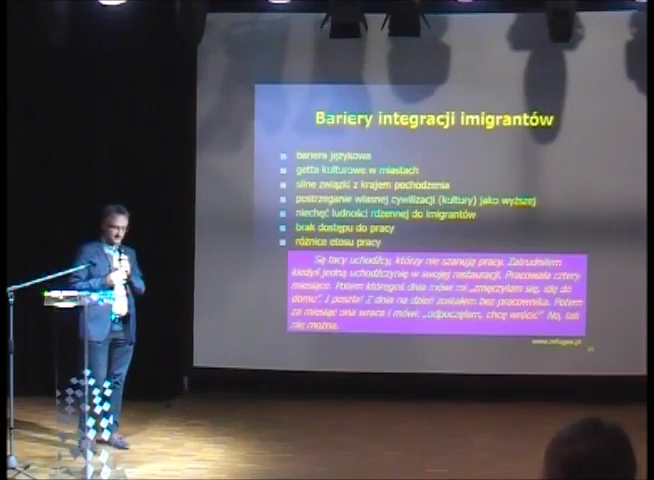 Bariery integracji imigrantów
bariera językowa
getta kulturowe w miastach
silne związki z krajem pochodzenia
postrzeganie własnej cywilizacji (kultury) jako wyższej
niechęć ludności rdzennej do imigrantów
brak dostępu do pracy
różnice etosu pracy
Są tacy uchodźcy, którzy nie szanują pracy. Zatrudniłem
kiedyś jedną uchodźczynię w swojej restauracji. Pracowała cztery
miesiące. Potem któregoś dnia mówi mi „zmęczyłam się, idę do
domu”. I poszła! Z dnia na dzień zostałem bez pracownika. Potem
za miesiąc ona wraca i mówi: „odpoczęłam, chcę wrócić”. No, tak
nie można.
www.refugee.pl